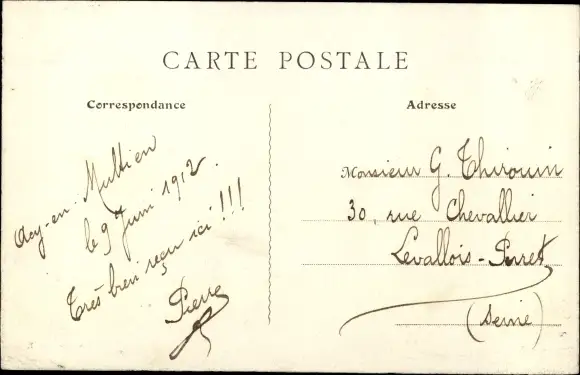 CARTE POSTALE
Correspondance
Acy-en-Multien
le 9 Juin 1912.
Très bien reçu ici!!!
Pierre
Adresse
Monsieur G. Thirouin
30, rue Chevallier
Levallois-Perret
(Seine)